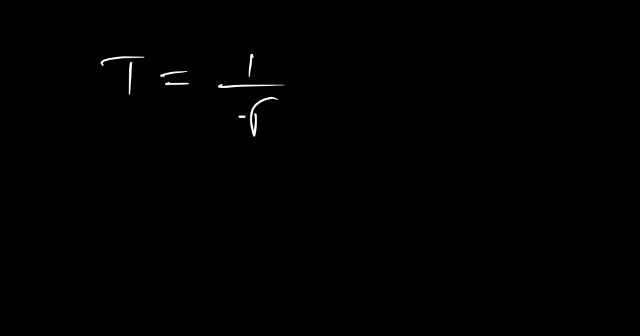 T = 1